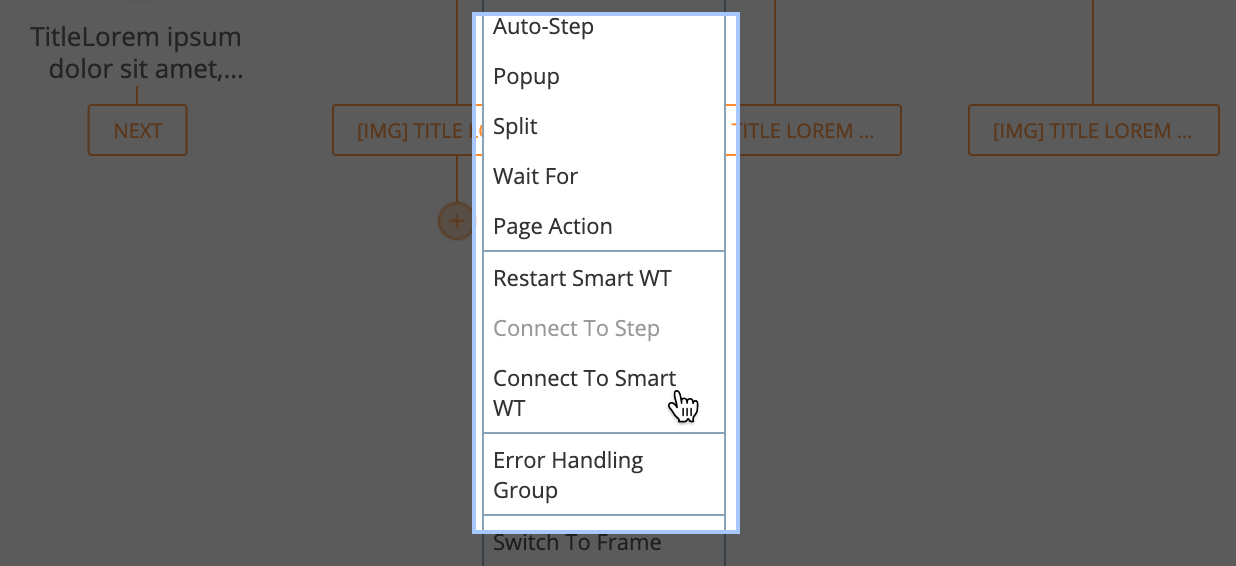 TitleLorem ipsum
dolor sit amet,...
NEXT
[IMG] TITLE LO
TITLE LOREM ...
[IMG] TITLE LOREM ...
+
Auto-Step
Popup
Split
Wait For
Page Action
Restart Smart WT
Connect To Step
Connect To Smart
WT
Error Handling
Group
Switch To Frame